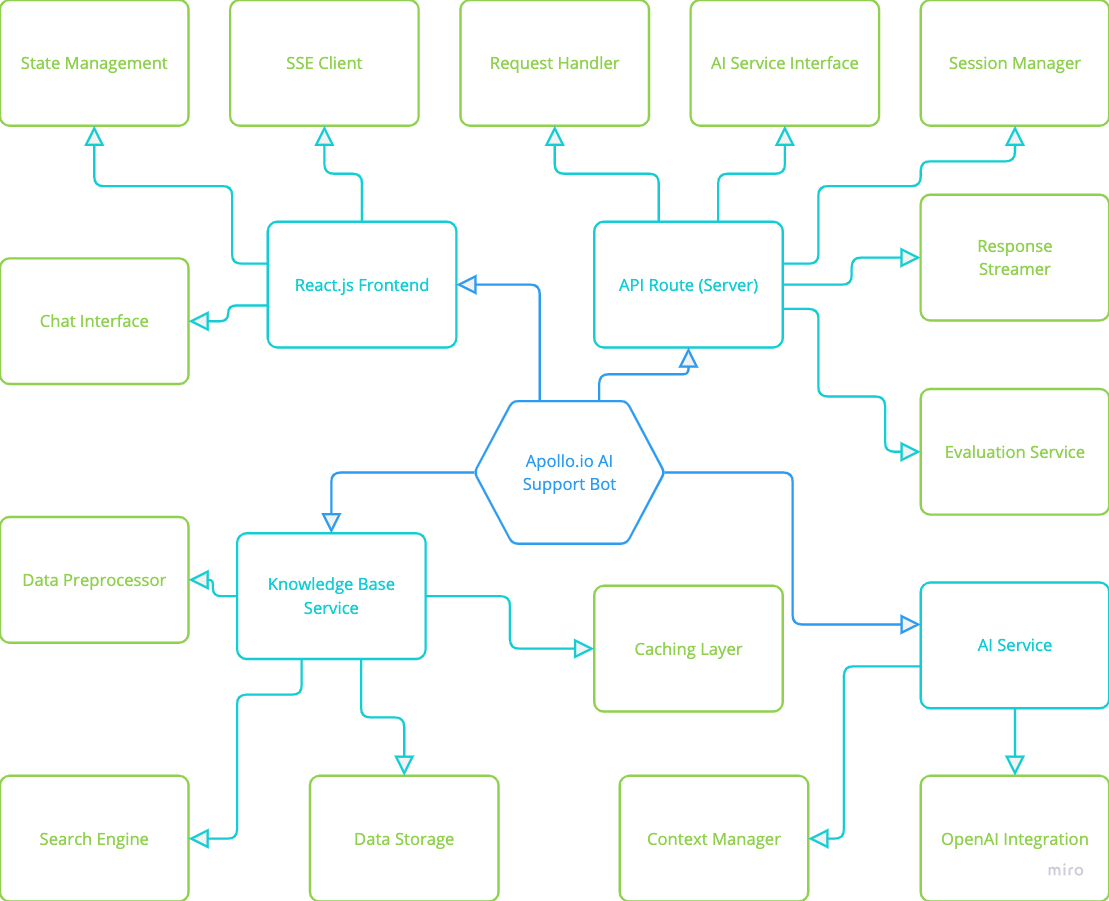 State Management
SSE Client
Request Handler
AI Service Interface
Session Manager
React.js Frontend
API Route (Server)
Response
Streamer
Chat Interface
Evaluation Service
Apollo.io AI
Support Bot
Data Preprocessor
Knowledge Base
Service
Caching Layer
AI Service
Search Engine
Data Storage
Context Manager
OpenAI Integration
miro